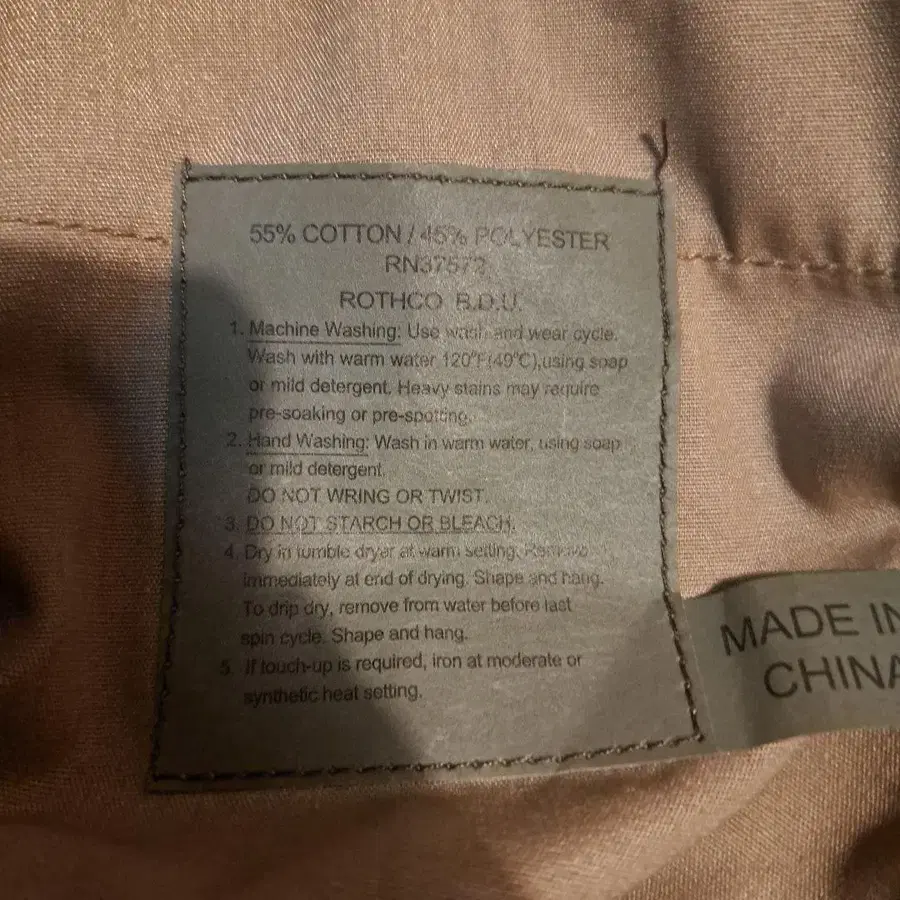 55% COTTON / 45% POLYESTER
RN37572
ROTHCO B.D.U.
1. Machine Washing: Use wash and wear cycle.
Wash with warm water 120°F(49°C),using soap
or mild detergent. Heavy stains may require
pre-soaking or pre-spotting.
2. Hand Washing: Wash in warm water, using soap
or mild detergent.
DO NOT WRING OR TWIST.
3. DO NOT STARCH OR BLEACH.
4. Dry in tumble dryer at warm setting. Remove
immediately at end of drying. Shape and hang.
To drip dry, remove from water before last
spin cycle. Shape and hang.
5. If touch-up is required, iron at moderate or
synthetic heat setting.
MADE IN
CHINA